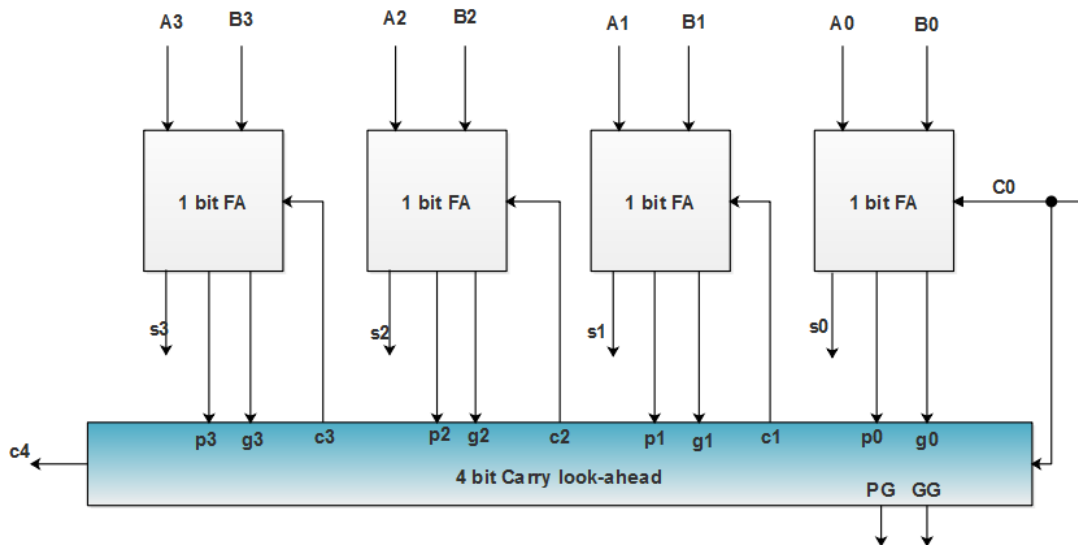 A3 B3 A2 B2 A1 B1 A0 B0
1 bit FA 1 bit FA 1 bit FA 1 bit FA C0
s3 s2 s1 s0
p3 g3 c3 p2 g2 c2 p1 g1 c1 p0 g0
c4 4 bit Carry look-ahead
PG GG